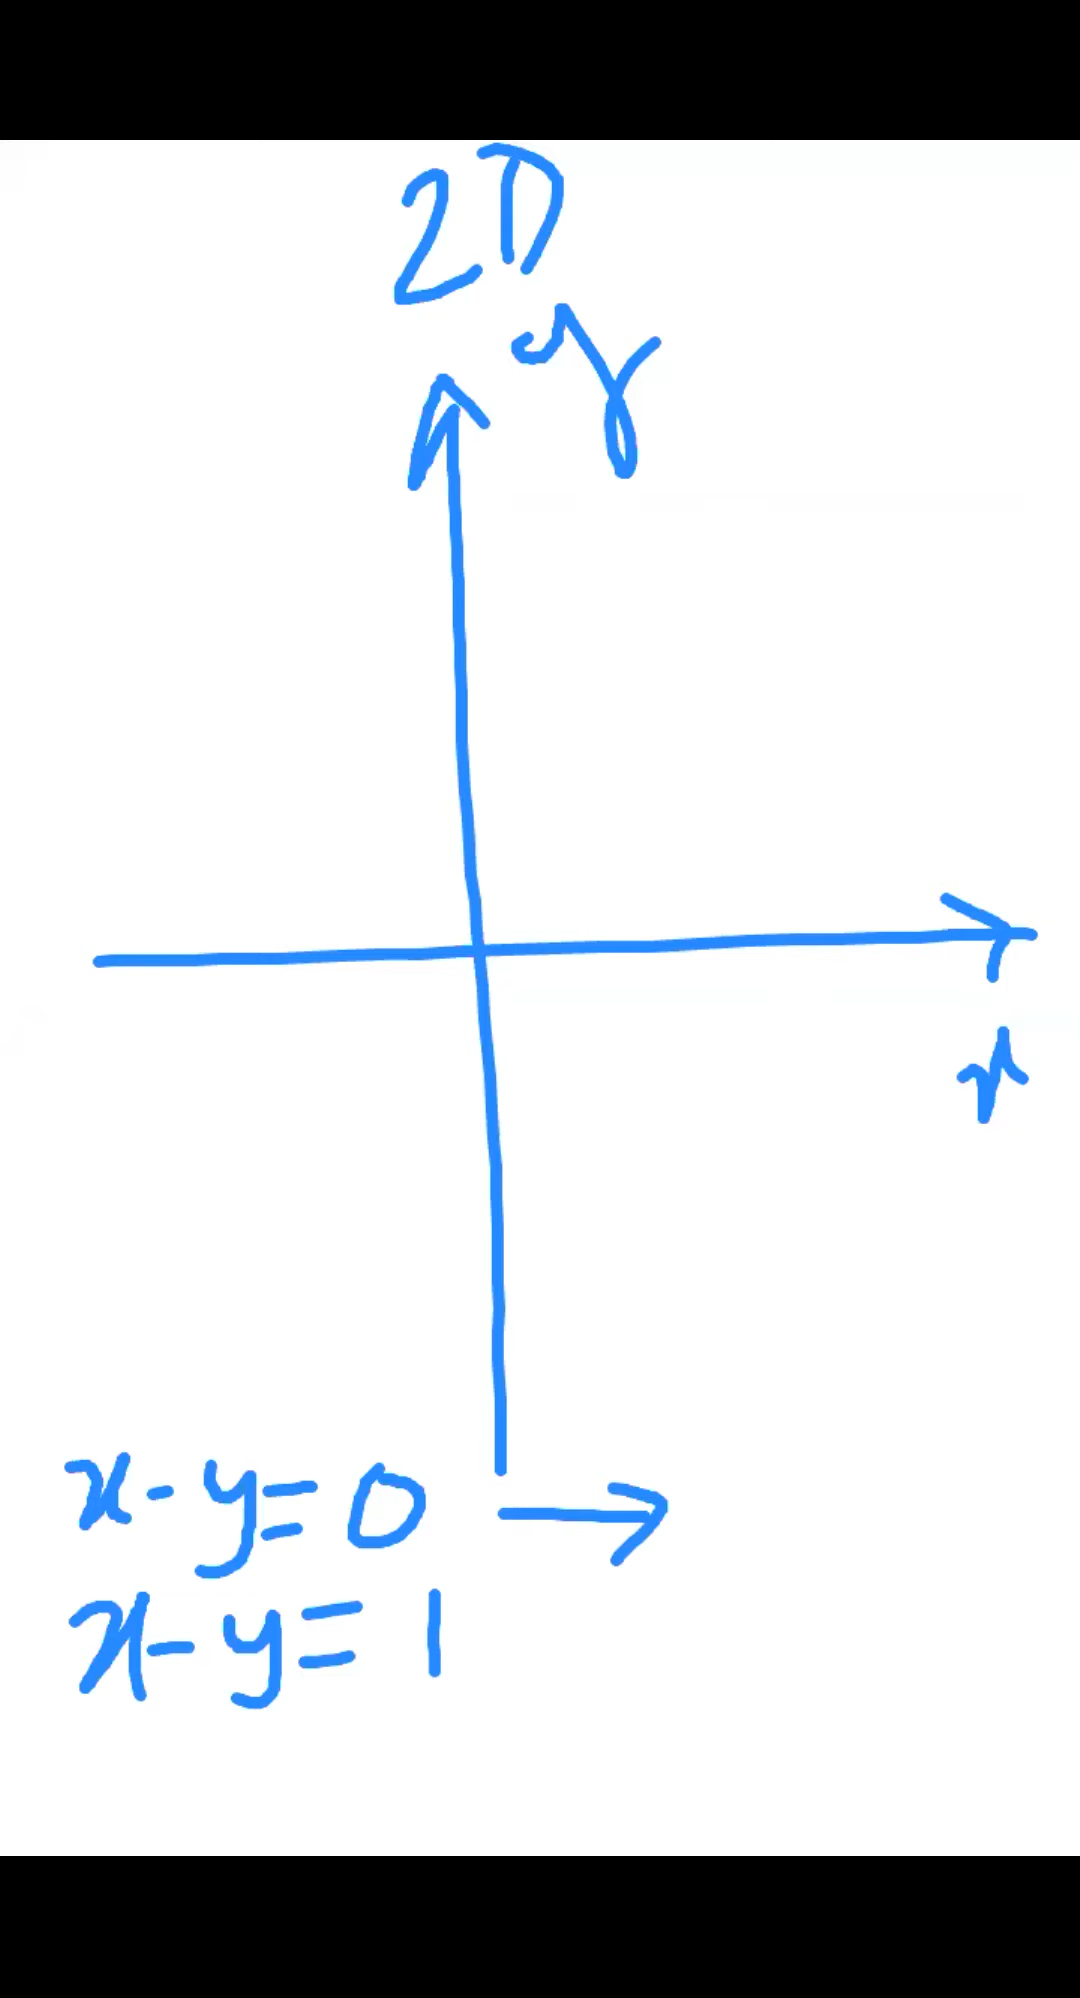 2D
y
x
x-y=0 →
x-y=1